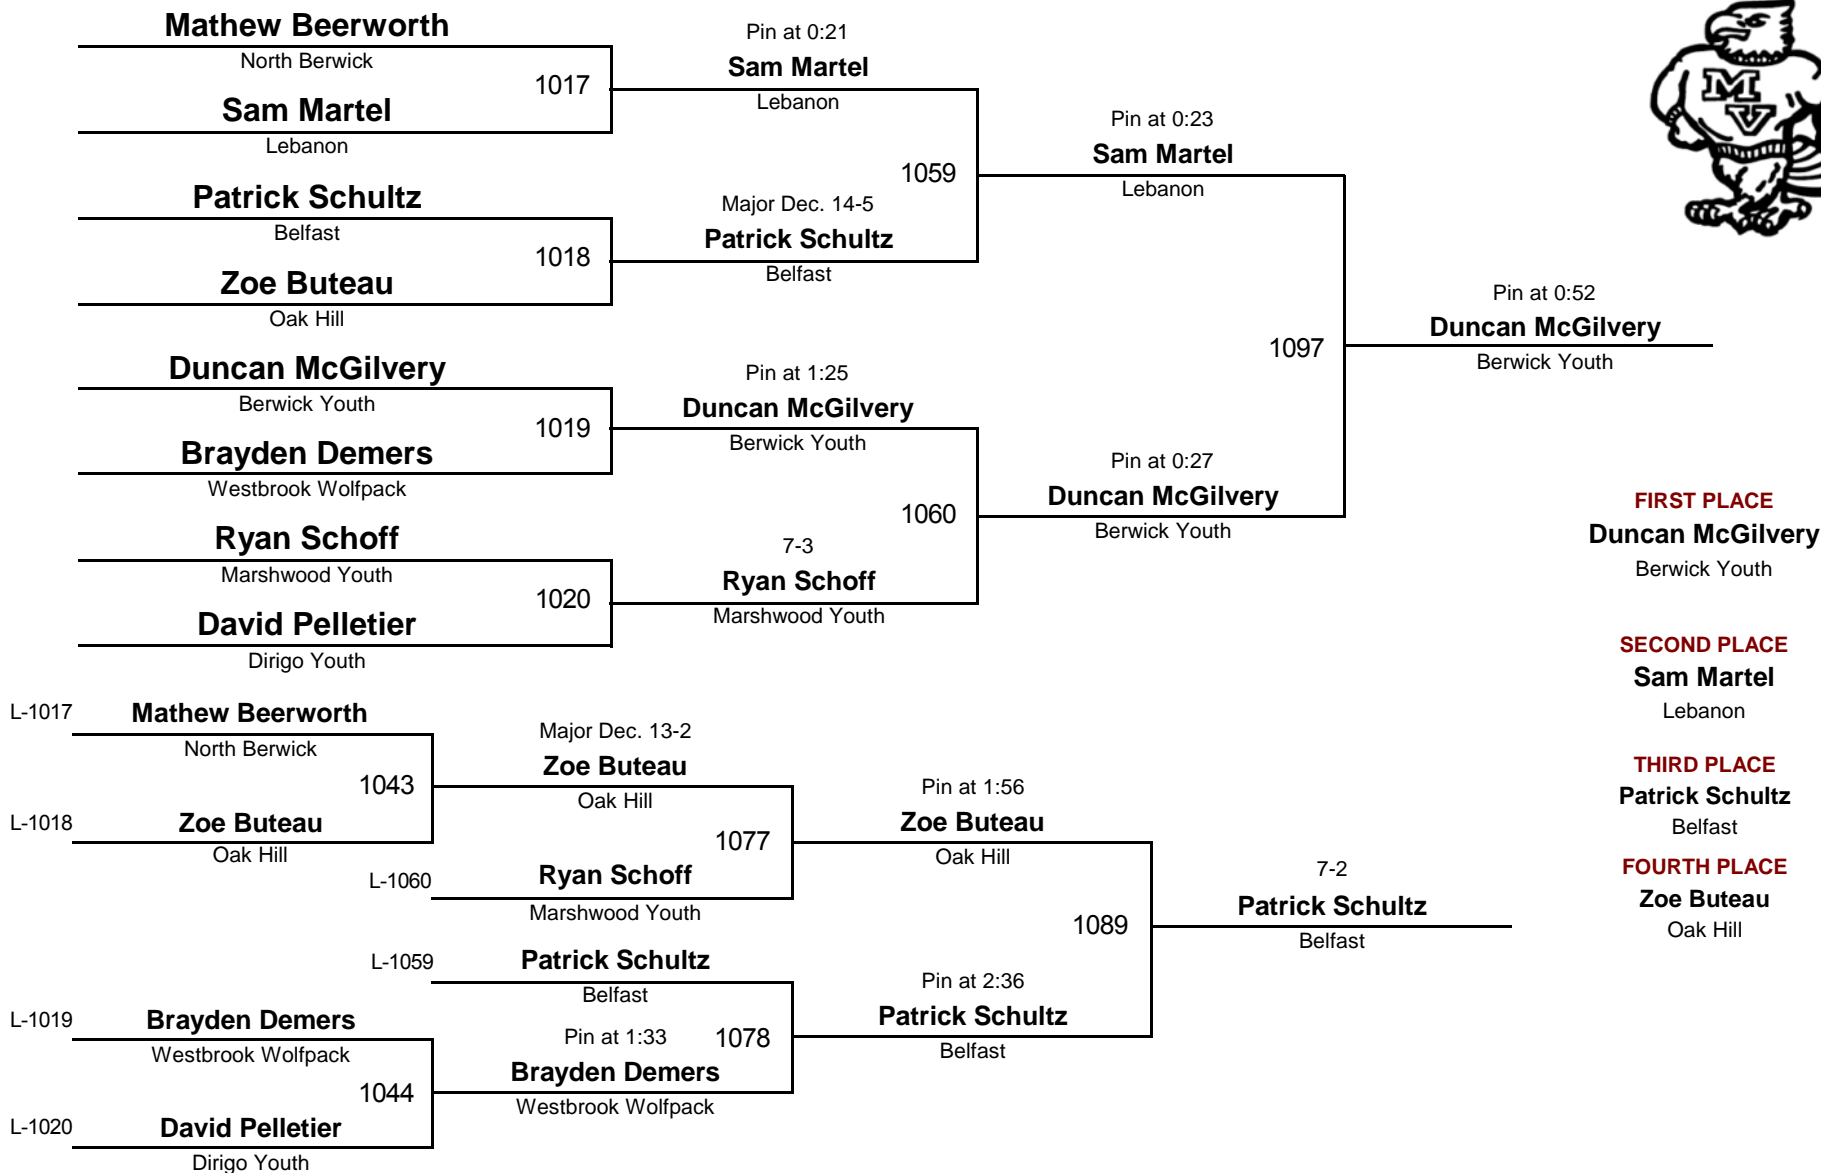 Mathew Beerworth
North Berwick
1017
Sam Martel
Lebanon
Patrick Schultz
Belfast
1018
Zoe Buteau
Oak Hill
Duncan McGilvery
Berwick Youth
1019
Brayden Demers
Westbrook Wolfpack
Ryan Schoff
Marshwood Youth
1020
David Pelletier
Dirigo Youth
Pin at 0:21
Sam Martel
Lebanon
1059
Major Dec. 14-5
Patrick Schultz
Belfast
Pin at 1:25
Duncan McGilvery
Berwick Youth
1060
7-3
Ryan Schoff
Marshwood Youth
Pin at 0:23
Sam Martel
Lebanon
1097
Pin at 0:27
Duncan McGilvery
Berwick Youth
Pin at 0:52
Duncan McGilvery
Berwick Youth
MV
FIRST PLACE
Duncan McGilvery
Berwick Youth
SECOND PLACE
Sam Martel
Lebanon
THIRD PLACE
Patrick Schultz
Belfast
FOURTH PLACE
Zoe Buteau
Oak Hill
L-1017
Mathew Beerworth
North Berwick
1043
L-1018
Zoe Buteau
Oak Hill
Major Dec. 13-2
Zoe Buteau
Oak Hill
1077
L-1060
Ryan Schoff
Marshwood Youth
L-1059
Patrick Schultz
Belfast
L-1019
Brayden Demers
Westbrook Wolfpack
1044
L-1020
David Pelletier
Dirigo Youth
Pin at 1:33
1078
Brayden Demers
Westbrook Wolfpack
Pin at 1:56
Zoe Buteau
Oak Hill
1089
Pin at 2:36
Patrick Schultz
Belfast
7-2
Patrick Schultz
Belfast